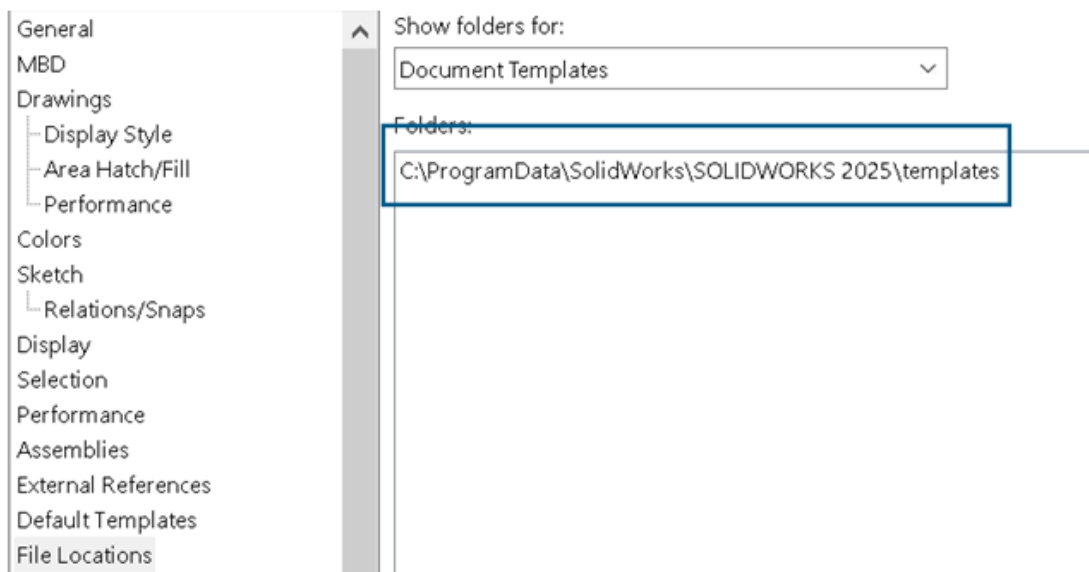 General
MBD
Drawings
Display Style
Area Hatch/Fill
Performance
Colors
Sketch
Relations/Snaps
Display
Selection
Performance
Assemblies
External References
Default Templates
File Locations
Show folders for:
Document Templates
Folders:
C:\ProgramData\SolidWorks\SOLIDWORKS 2025\templates